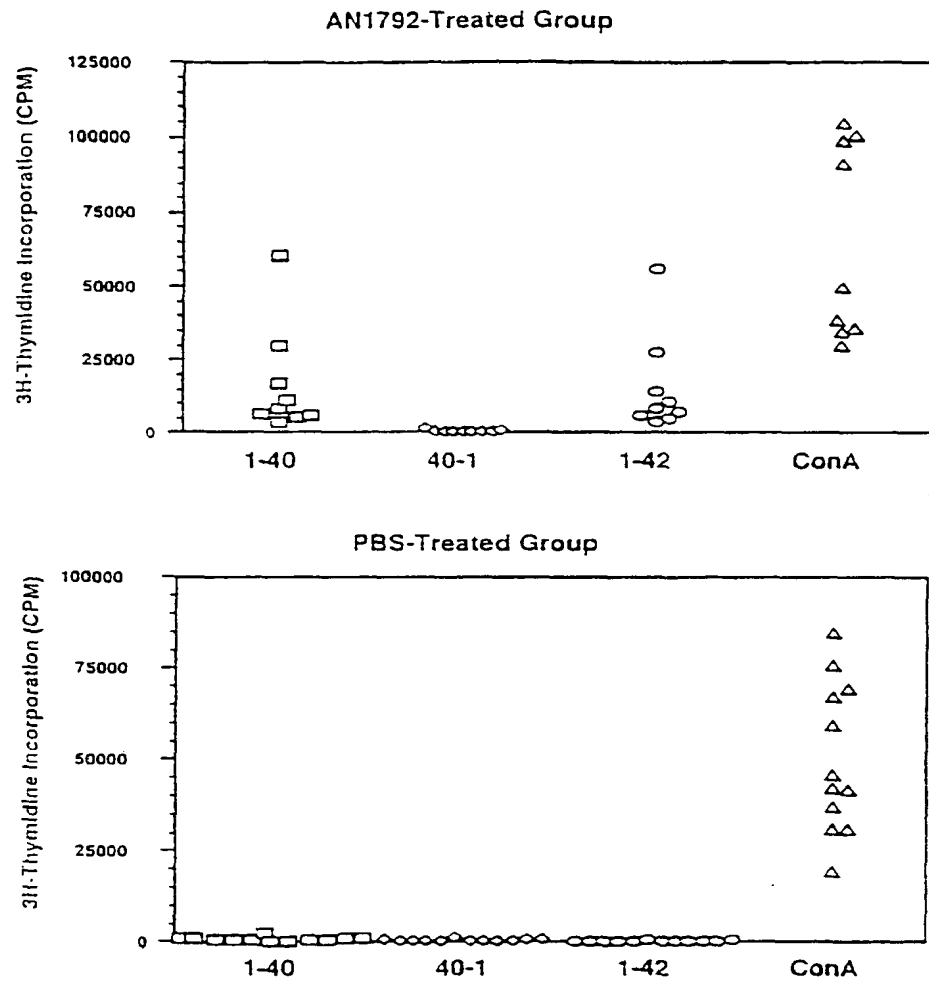 AN1792-Treated Group
3H-Thymidine Incorporation (CPM)
125000
100000
75000
50000
25000
0
1-40
40-1
1-42
ConA
PBS-Treated Group
3H-Thymidine Incorporation (CPM)
100000
75000
50000
25000
0
1-40
40-1
1-42
ConA